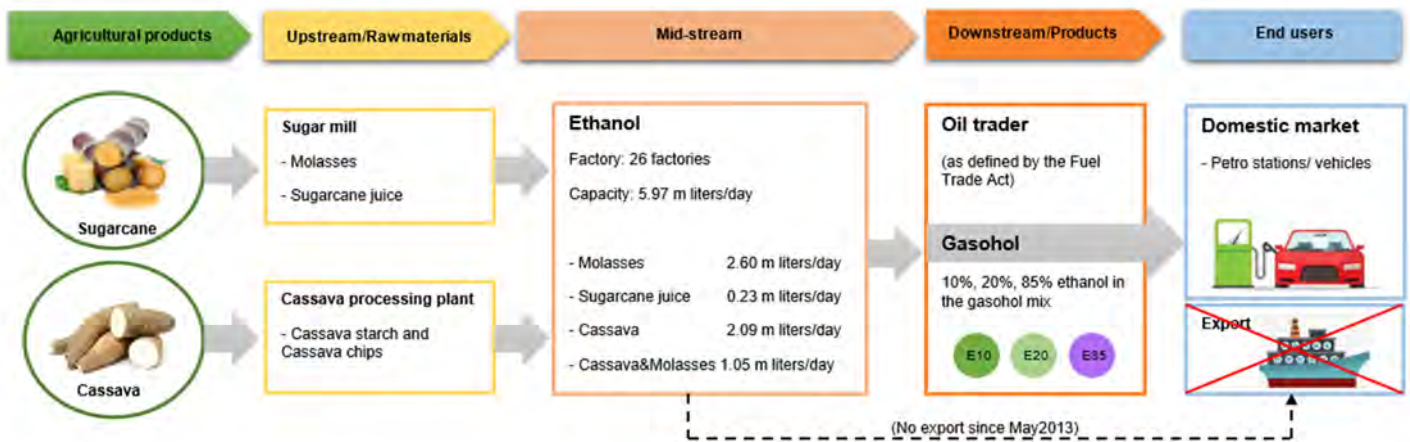 Agricultural products
Upstream/Rawmaterials
Mid-stream
Downstream/Products
End users
Sugarcane
Cassava
Sugar mill
- Molasses
- Sugarcane juice
Cassava processing plant
- Cassava starch and
Cassava chips
Ethanol
Factory: 26 factories
Capacity: 5.97 m liters/day
- Molasses 2.60 m liters/day
- Sugarcane juice 0.23 m liters/day
- Cassava 2.09 m liters/day
- Cassava&Molasses 1.05 m liters/day
Oil trader
(as defined by the Fuel
Trade Act)
Gasohol
10%, 20%, 85% ethanol in
the gasohol mix
E10
E20
E85
Domestic market
- Petro stations/ vehicles
Export
(No export since May2013)